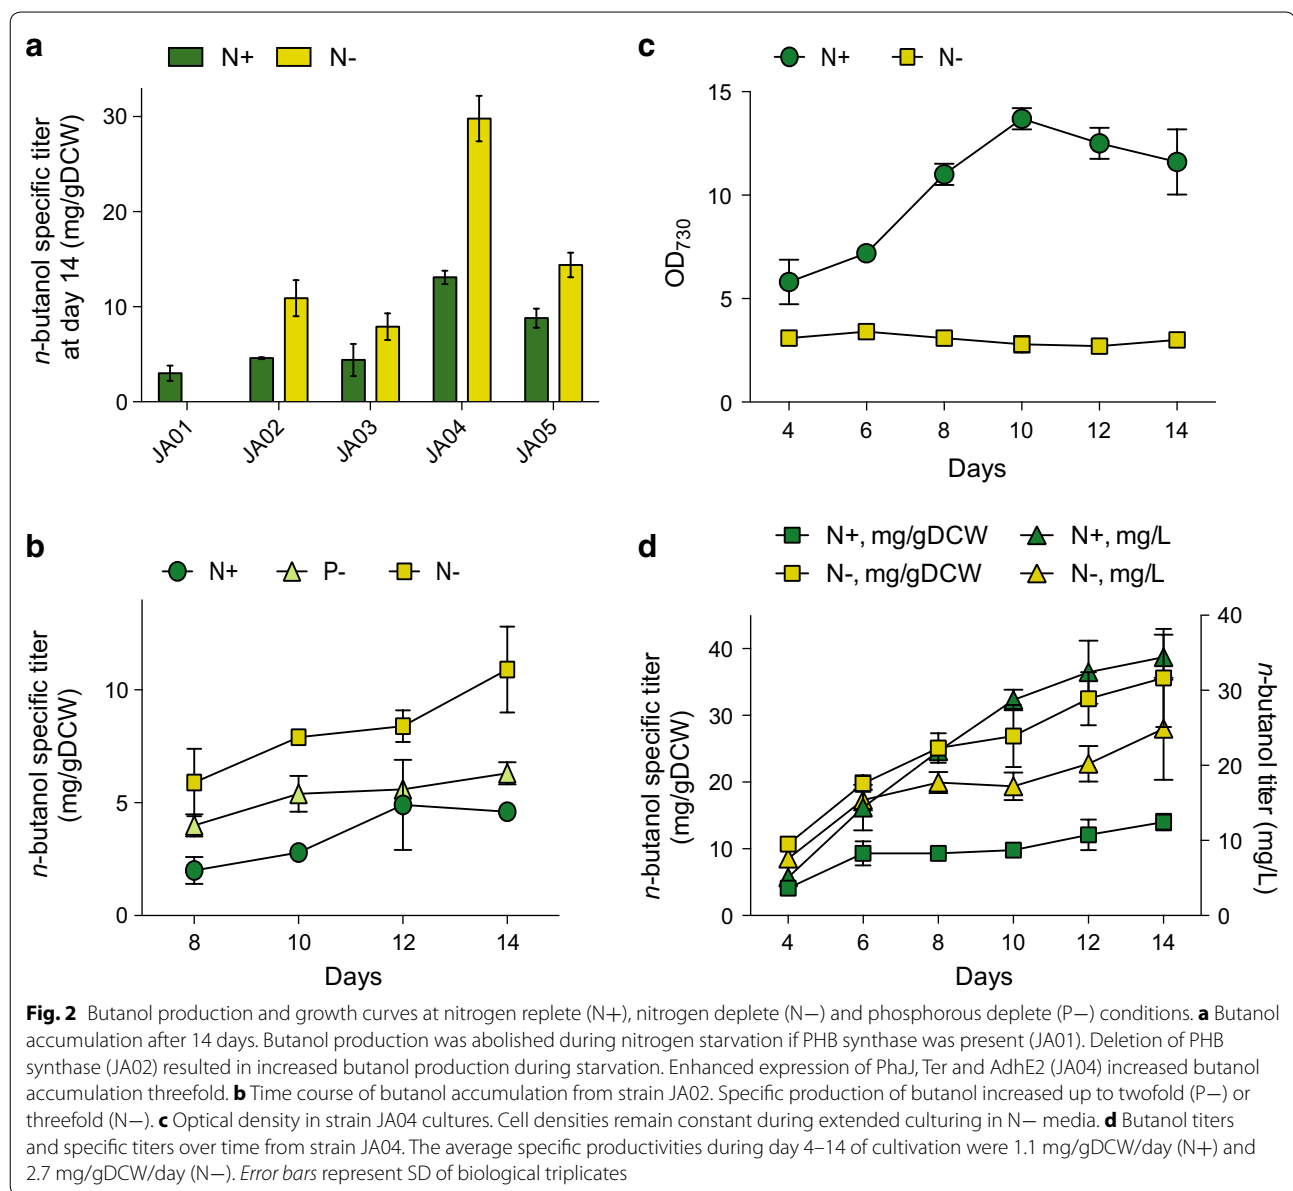 a
N+ N-
n-butanol specific titer
at day 14 (mg/gDCW)
30
20
10
0
JA01 JA02 JA03 JA04 JA05
c
N+ N-
OD730
15
10
5
0
4 6 8 10 12 14
Days
b
N+ P- N-
n-butanol specific titer
(mg/gDCW)
10
5
0
8 10 12 14
Days
d
N+, mg/gDCW N+, mg/L
N-, mg/gDCW N-, mg/L
n-butanol specific titer
(mg/gDCW)
40
30
20
10
0
40
30
20
10
0
n-butanol titer (mg/L)
4 6 8 10 12 14
Days
Fig. 2 Butanol production and growth curves at nitrogen replete (N+), nitrogen deplete (N−) and phosphorous deplete (P−) conditions. a Butanol
accumulation after 14 days. Butanol production was abolished during nitrogen starvation if PHB synthase was present (JA01). Deletion of PHB
synthase (JA02) resulted in increased butanol production during starvation. Enhanced expression of PhaJ, Ter and AdhE2 (JA04) increased butanol
accumulation threefold. b Time course of butanol accumulation from strain JA02. Specific production of butanol increased up to twofold (P−) or
threefold (N−). c Optical density in strain JA04 cultures. Cell densities remain constant during extended culturing in N− media. d Butanol titers
and specific titers over time from strain JA04. The average specific productivities during day 4–14 of cultivation were 1.1 mg/gDCW/day (N+) and
2.7 mg/gDCW/day (N−). Error bars represent SD of biological triplicates